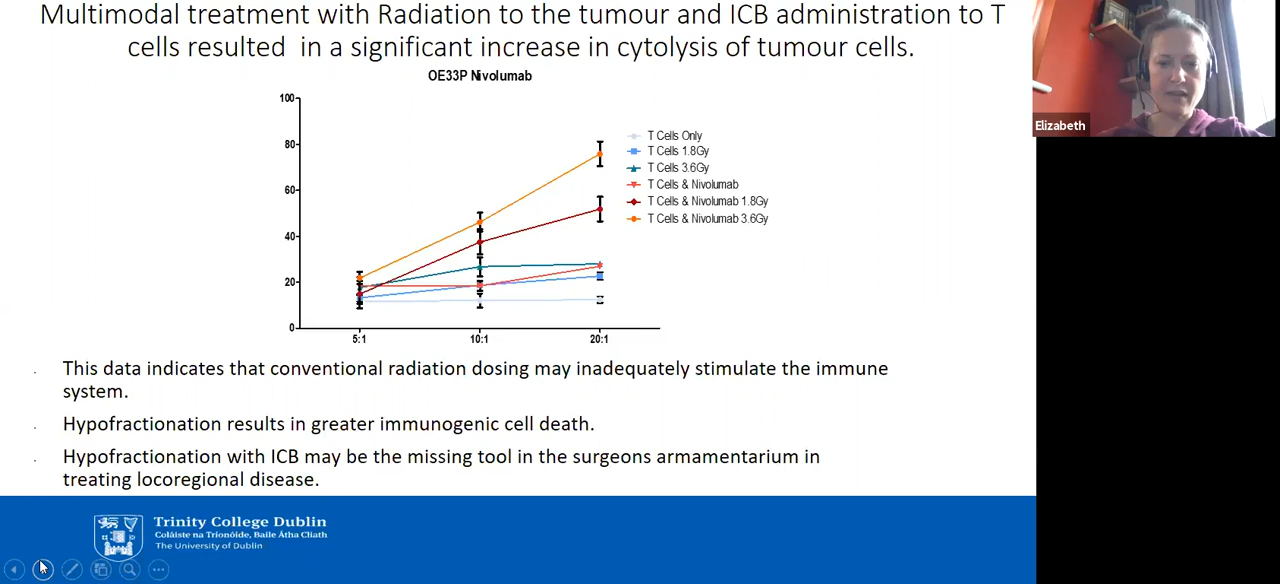 Multimodal treatment with Radiation to the tumour and ICB administration to T
cells resulted in a significant increase in cytolysis of tumour cells.
OE33P Nivolumab
100
80
60
40
20
0
5:1
10:1
20:1
T Cells Only
T Cells 1.8Gy
T Cells 3.6Gy
T Cells & Nivolumab
T Cells & Nivolumab 1.8Gy
T Cells & Nivolumab 3.6Gy
Elizabeth
This data indicates that conventional radiation dosing may inadequately stimulate the immune
system.
Hypofractionation results in greater immunogenic cell death.
Hypofractionation with ICB may be the missing tool in the surgeons armamentarium in
treating locoregional disease.
Trinity College Dublin
Coláiste na Tríonóide, Baile Átha Cliath
The University of Dublin